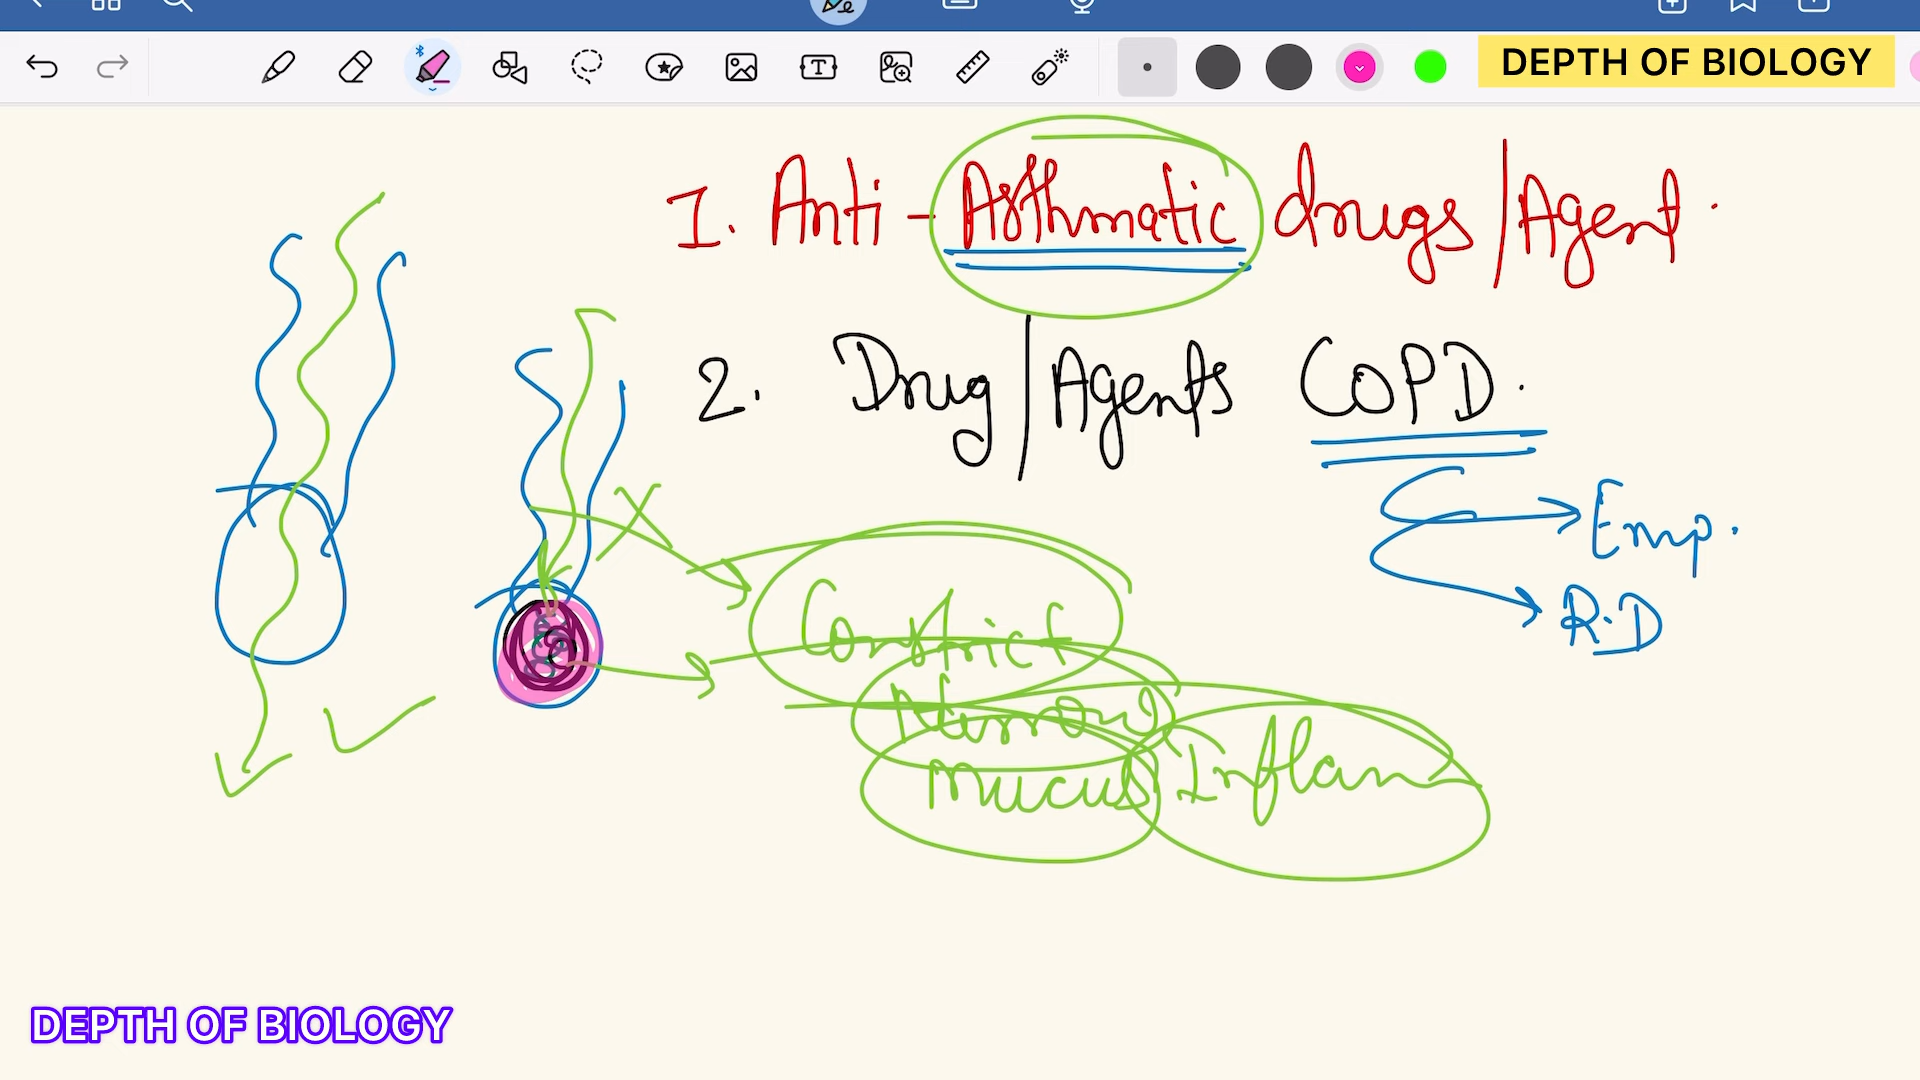 DEPTH OF BIOLOGY
1. Anti-Asthmatic drugs/Agent.
2. Drug/Agents COPD.
Emp.
R.D
Constrict
Mucus Inflam
DEPTH OF BIOLOGY